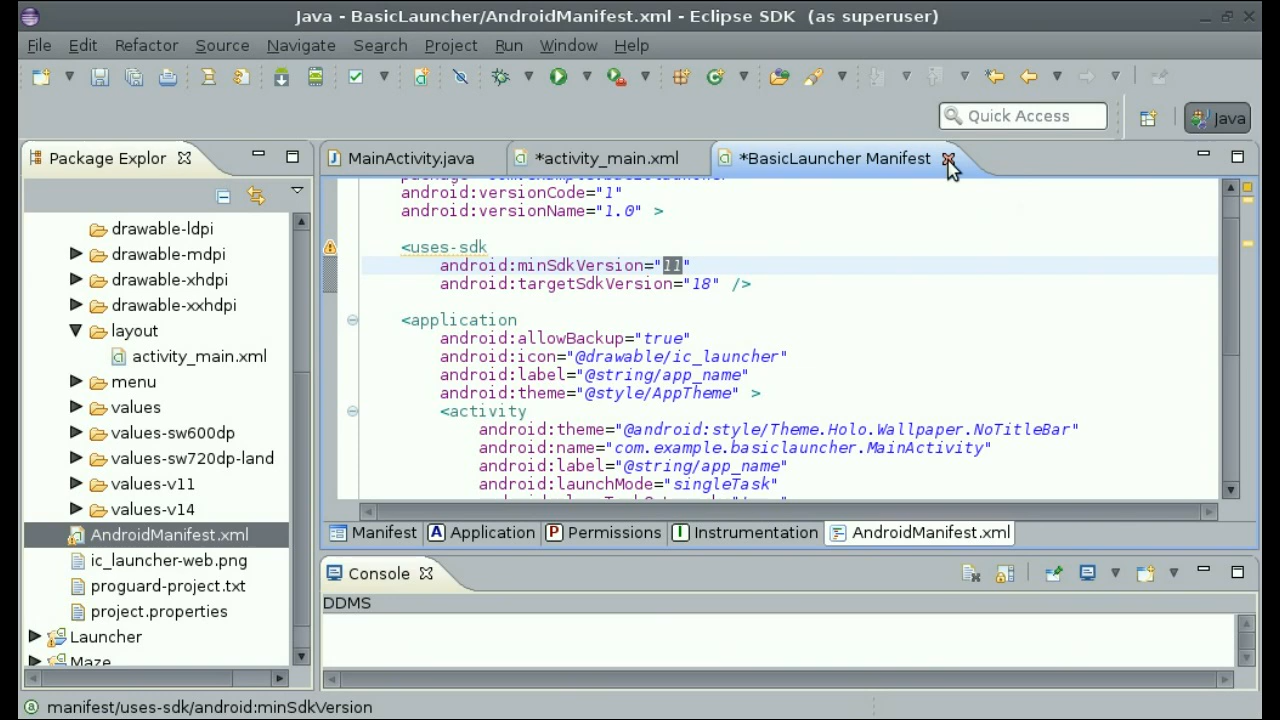 Java - BasicLauncher/AndroidManifest.xml - Eclipse SDK (as superuser)
File Edit Refactor Source Navigate Search Project Run Window Help
Quick Access
Java
Package Explor
MainActivity.java
*activity_main.xml
*BasicLauncher Manifest
drawable-ldpi
drawable-mdpi
drawable-xhdpi
drawable-xxhdpi
layout
activity_main.xml
menu
values
values-sw600dp
values-sw720dp-land
values-v11
values-v14
AndroidManifest.xml
ic_launcher-web.png
proguard-project.txt
project.properties
Launcher
Maze
android:versionCode="1"
android:versionName="1.0" >
<uses-sdk
android:minSdkVersion="11"
android:targetSdkVersion="18" />
<application
android:allowBackup="true"
android:icon="@drawable/ic_launcher"
android:label="@string/app_name"
android:theme="@style/AppTheme" >
<activity
android:theme="@android:style/Theme.Holo.Wallpaper.NoTitleBar"
android:name="com.example.basiclauncher.MainActivity"
android:label="@string/app_name"
android:launchMode="singleTask"
Manifest A Application P Permissions I Instrumentation AndroidManifest.xml
Console
DDMS
manifest/uses-sdk/android:minSdkVersion